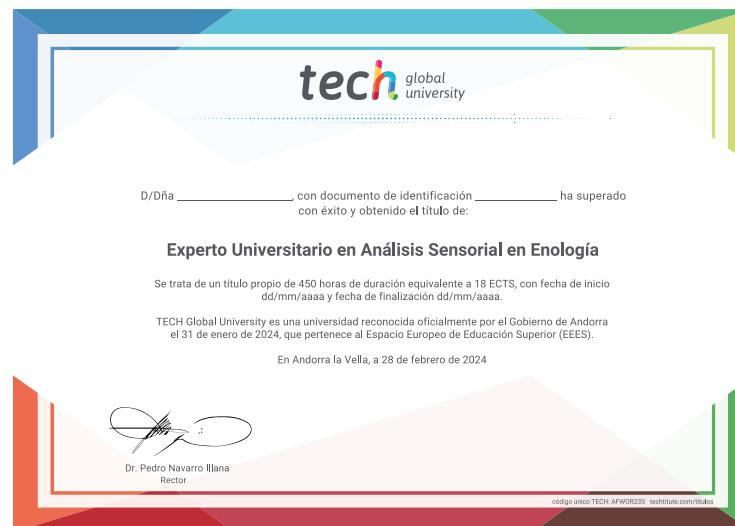 tech global university
D/Dña ____________________, con documento de identificación ______________ ha superado
con éxito y obtenido el título de:
Experto Universitario en Análisis Sensorial en Enología
Se trata de un título propio de 450 horas de duración equivalente a 18 ECTS, con fecha de inicio
dd/mm/aaaa y fecha de finalización dd/mm/aaaa.
TECH Global University es una universidad reconocida oficialmente por el Gobierno de Andorra
el 31 de enero de 2024, que pertenece al Espacio Europeo de Educación Superior (EEES).
En Andorra la Vella, a 28 de febrero de 2024
Dr. Pedro Navarro Illana
Rector
código único TECH: AFWOR23S techtitute.com/titulos